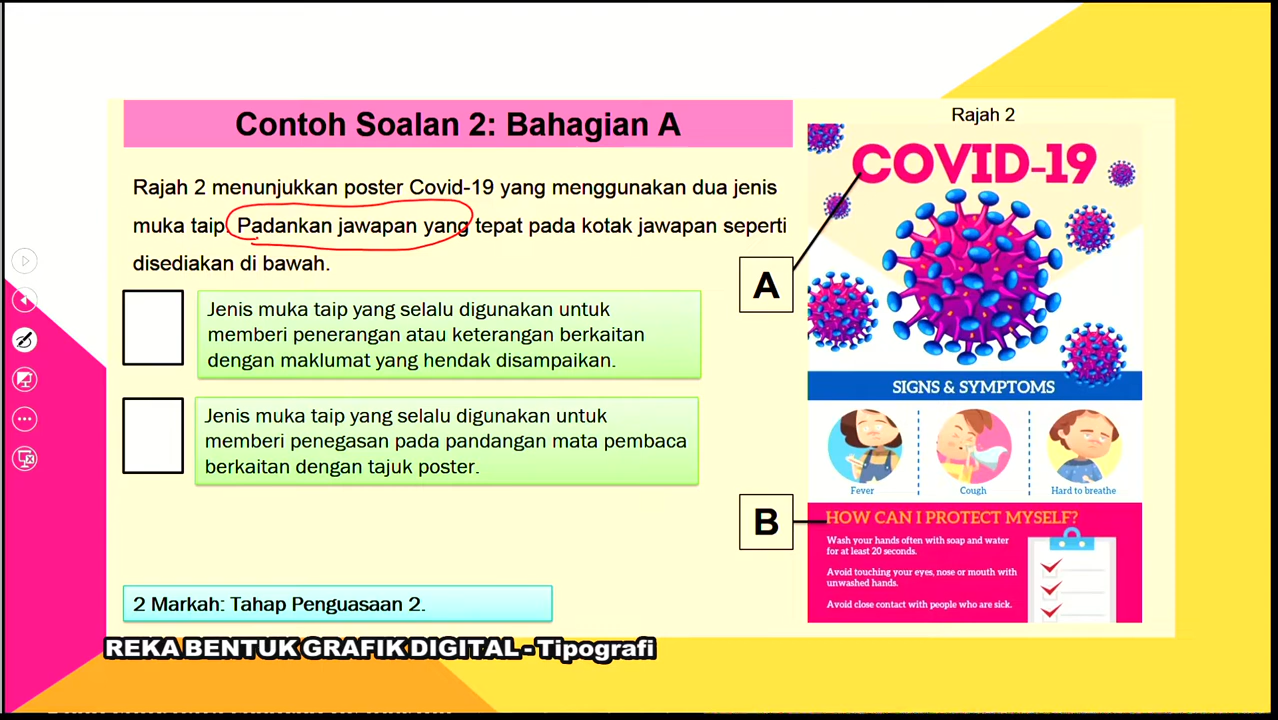 Contoh Soalan 2: Bahagian A
Rajah 2 menunjukkan poster Covid-19 yang menggunakan dua jenis
muka taip. Padankan jawapan yang tepat pada kotak jawapan seperti
disediakan di bawah.
Jenis muka taip yang selalu digunakan untuk
memberi penerangan atau keterangan berkaitan
dengan maklumat yang hendak disampaikan.
Jenis muka taip yang selalu digunakan untuk
memberi penegasan pada pandangan mata pembaca
berkaitan dengan tajuk poster.
2 Markah: Tahap Penguasaan 2.
Rajah 2
COVID-19
A
SIGNS & SYMPTOMS
Fever
Cough
Hard to breathe
B
HOW CAN I PROTECT MYSELF?
Wash your hands often with soap and water
for at least 20 seconds.
Avoid touching your eyes, nose or mouth with
unwashed hands.
Avoid close contact with people who are sick.
REKA BENTUK GRAFIK DIGITAL - Tipografi